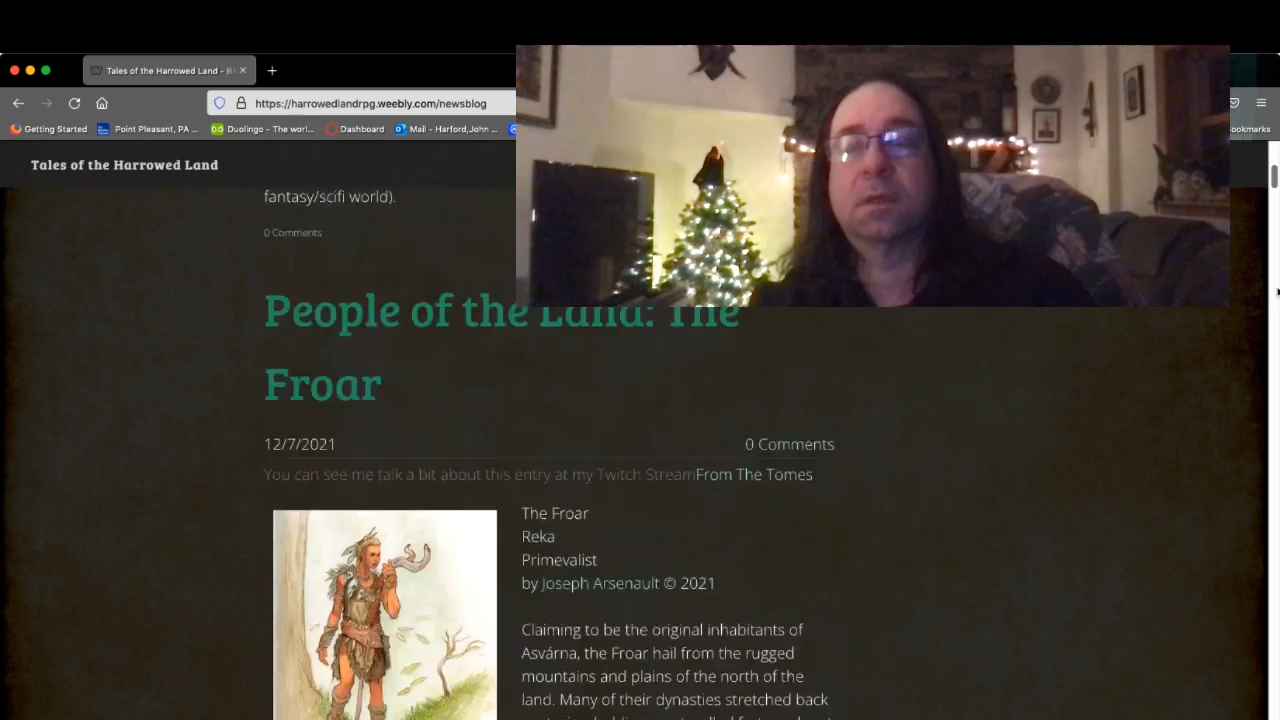 Tales of the Harrowed Land - Bl
https://harrowedlandrpg.weebly.com/newsblog
Getting Started
Point Pleasant, PA ...
Duolingo - The worl...
Dashboard
Mail - Harford,John ...
ookmarks
Tales of the Harrowed Land
fantasy/scifi world).
0 Comments
People of the Land: The
Froar
12/7/2021
0 Comments
You can see me talk a bit about this entry at my Twitch StreamFrom The Tomes
The Froar
Reka
Primevalist
by Joseph Arsenault © 2021
Claiming to be the original inhabitants of
Asvárna, the Froar hail from the rugged
mountains and plains of the north of the
land. Many of their dynasties stretched back